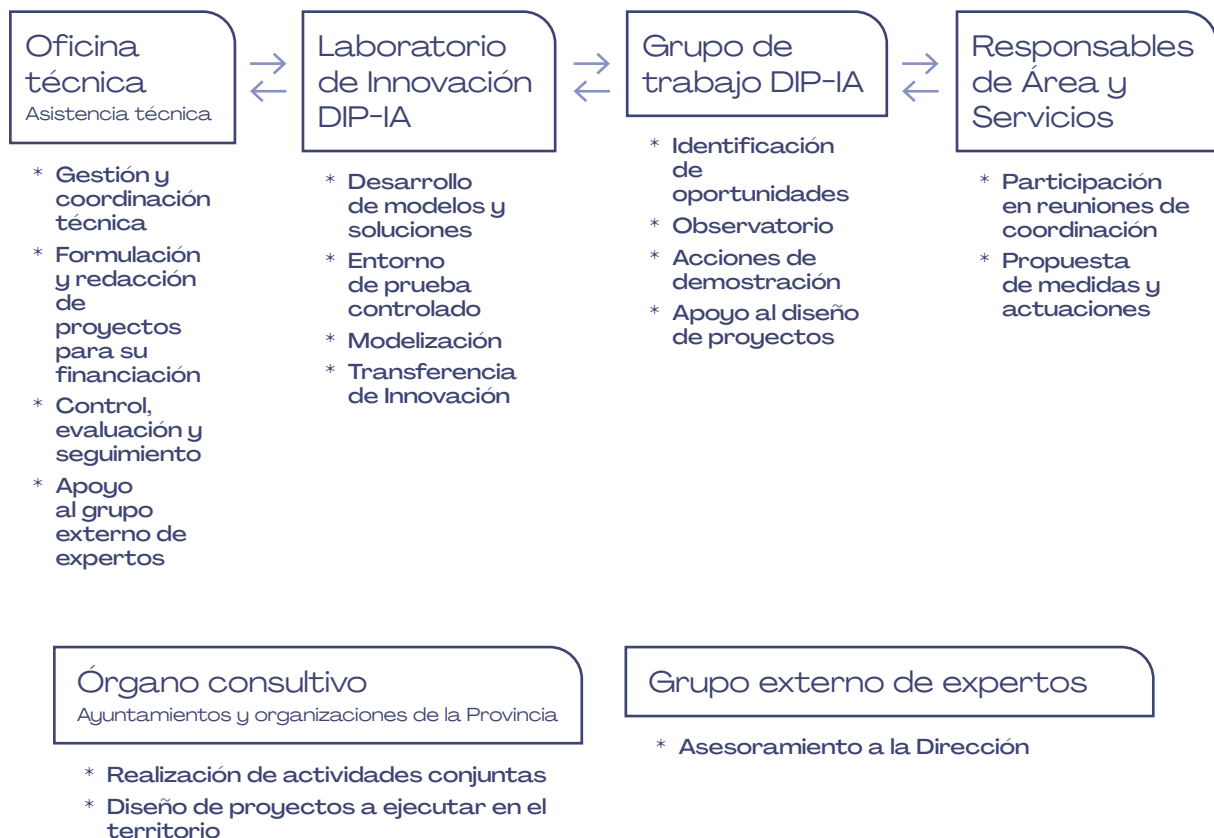 Oficina
técnica
Asistencia técnica
* Gestión y
coordinación
técnica
* Formulación
y redacción
de
proyectos
para su
financiación
* Control,
evaluación y
seguimiento
* Apoyo
al grupo
externo de
expertos
Laboratorio
de Innovación
DIP-IA
* Desarrollo
de modelos y
soluciones
* Entorno
de prueba
controlado
* Modelización
* Transferencia
de Innovación
Grupo de
trabajo DIP-IA
* Identificación
de
oportunidades
* Observatorio
* Acciones de
demostración
* Apoyo al diseño
de proyectos
Responsables
de Área y
Servicios
* Participación
en reuniones de
coordinación
* Propuesta
de medidas y
actuaciones
Órgano consultivo
Ayuntamientos y organizaciones de la Provincia
* Realización de actividades conjuntas
* Diseño de proyectos a ejecutar en el
territorio
Grupo externo de expertos
* Asesoramiento a la Dirección